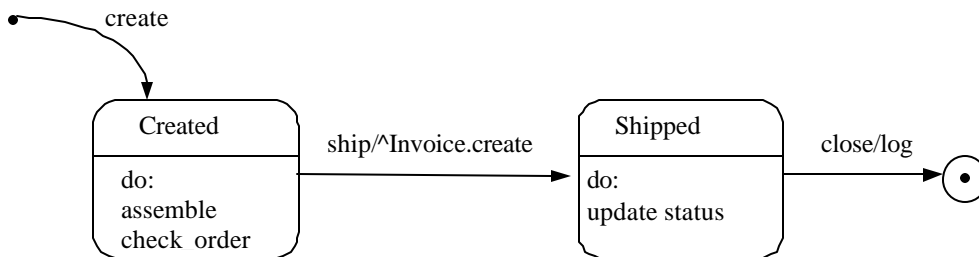 create
Created
do:
assemble
check_order
ship/^Invoice.create
Shipped
do:
update status
close/log